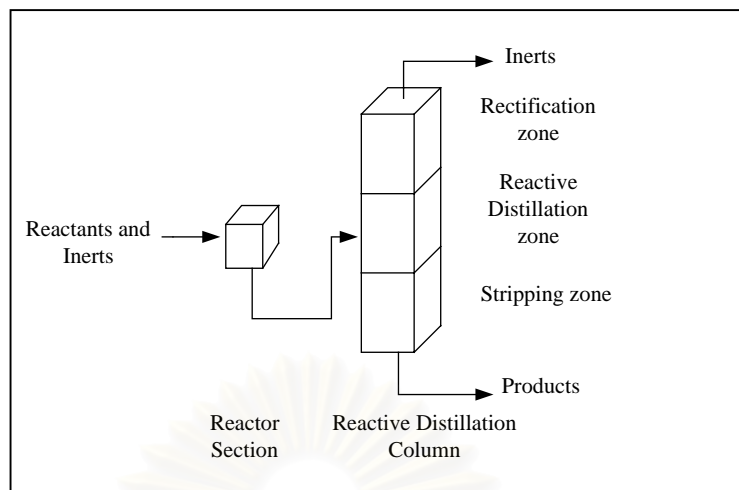 Inerts
Rectification
zone
Reactive
Distillation
zone
Reactants and
Inerts
Stripping zone
Products
Reactor
Section
Reactive Distillation
Column